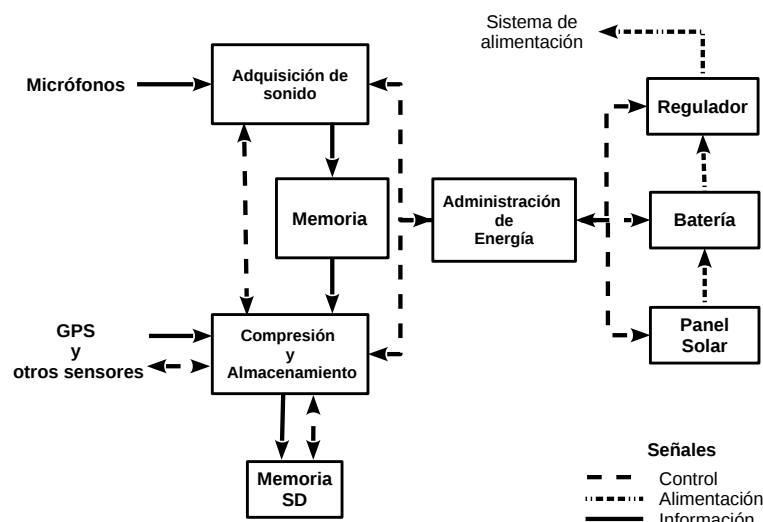 Sistema de
alimentación
Micrófonos
Adquisición de
sonido
Regulador
Memoria
Administración
de
Energía
Batería
GPS
y
otros sensores
Compresión
y
Almacenamiento
Panel
Solar
Memoria
SD
Señales
Control
Alimentación
Información